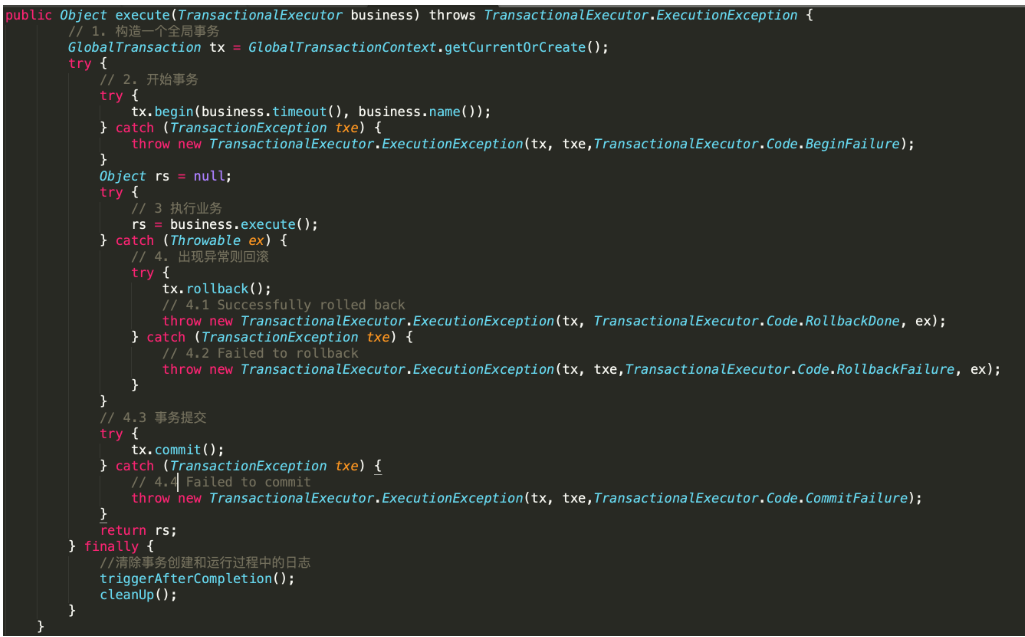 public Object execute(TransactionalExecutor business) throws TransactionalExecutor.ExecutionException {
// 1. 构造一个全局事务
GlobalTransaction tx = GlobalTransactionContext.getCurrentOrCreate();
try {
// 2. 开始事务
try {
tx.begin(business.timeout(), business.name());
} catch (TransactionException txe) {
throw new TransactionalExecutor.ExecutionException(tx, txe,TransactionalExecutor.Code.BeginFailure);
}
Object rs = null;
try {
// 3 执行业务
rs = business.execute();
} catch (Throwable ex) {
// 4. 出现异常则回滚
try {
tx.rollback();
// 4.1 Successfully rolled back
throw new TransactionalExecutor.ExecutionException(tx, TransactionalExecutor.Code.RollbackDone, ex);
} catch (TransactionException txe) {
// 4.2 Failed to rollback
throw new TransactionalExecutor.ExecutionException(tx, txe,TransactionalExecutor.Code.RollbackFailure, ex);
}
}
// 4.3 事务提交
try {
tx.commit();
} catch (TransactionException txe) {
// 4.4 Failed to commit
throw new TransactionalExecutor.ExecutionException(tx, txe,TransactionalExecutor.Code.CommitFailure);
}
return rs;
} finally {
//清除事务创建和运行过程中的日志
triggerAfterCompletion();
cleanUp();
}
}